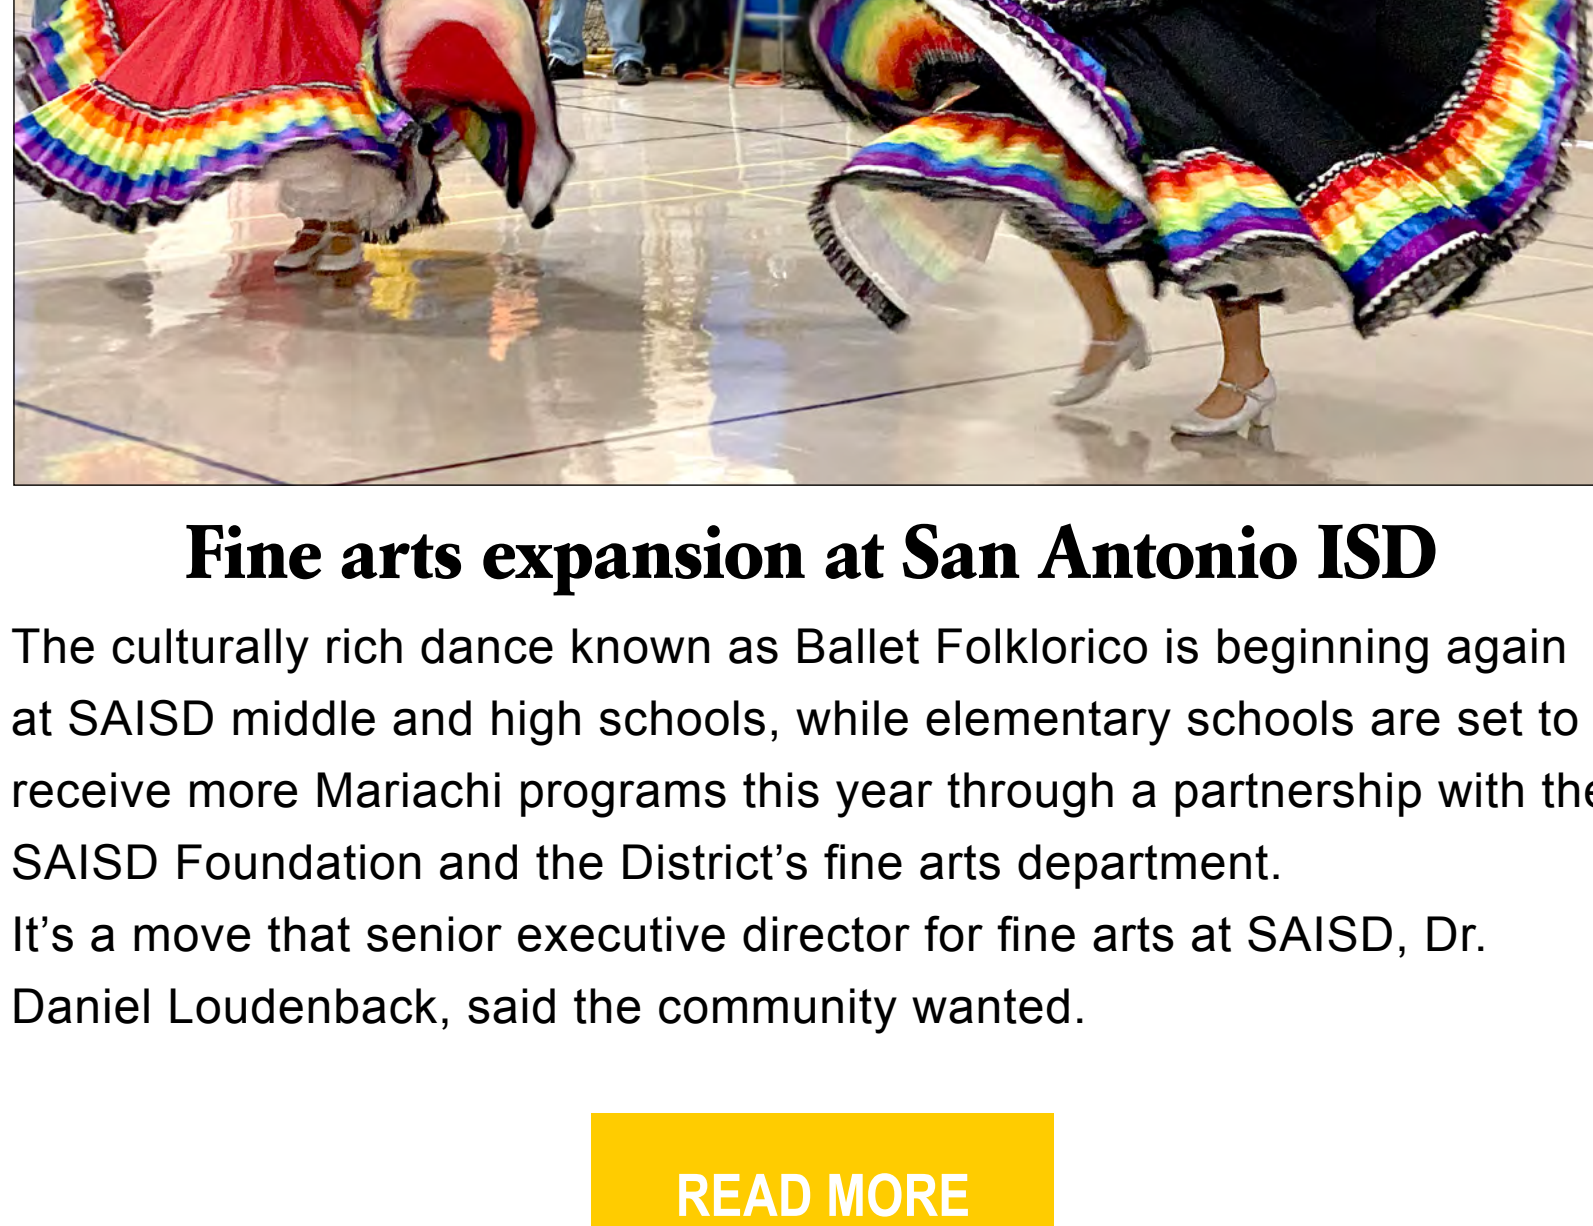 Fine arts expansion at San Antonio ISD
The culturally rich dance known as Ballet Folklorico is beginning again
at SAISD middle and high schools, while elementary schools are set to
receive more Mariachi programs this year through a partnership with the
SAISD Foundation and the District’s fine arts department.
It’s a move that senior executive director for fine arts at SAISD, Dr.
Daniel Loudenback, said the community wanted.
READ MORE